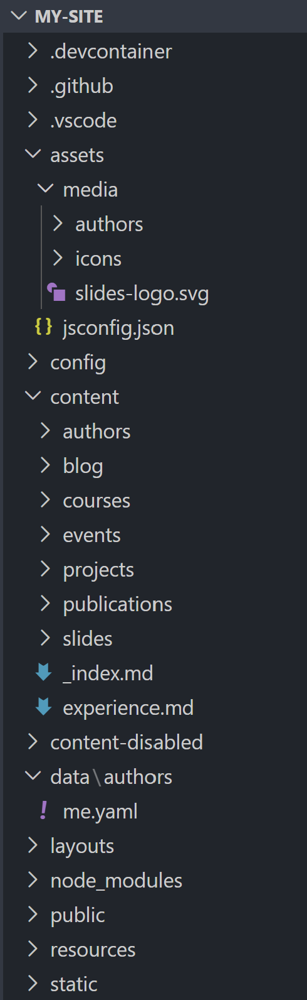 MY-SITE
.devcontainer
.github
.vscode
assets
media
authors
icons
slides-logo.svg
{} jsconfig.json
config
content
authors
blog
courses
events
projects
publications
slides
_index.md
experience.md
content-disabled
data\authors
! me.yaml
layouts
node_modules
public
resources
static